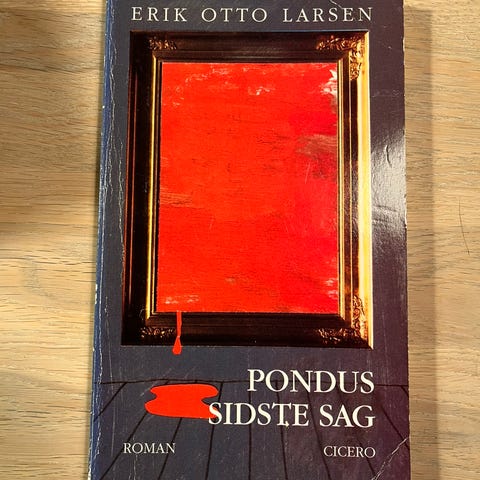 ERIK OTTO LARSEN
PONDUS
SIDSTE SAG
ROMAN
CICERO